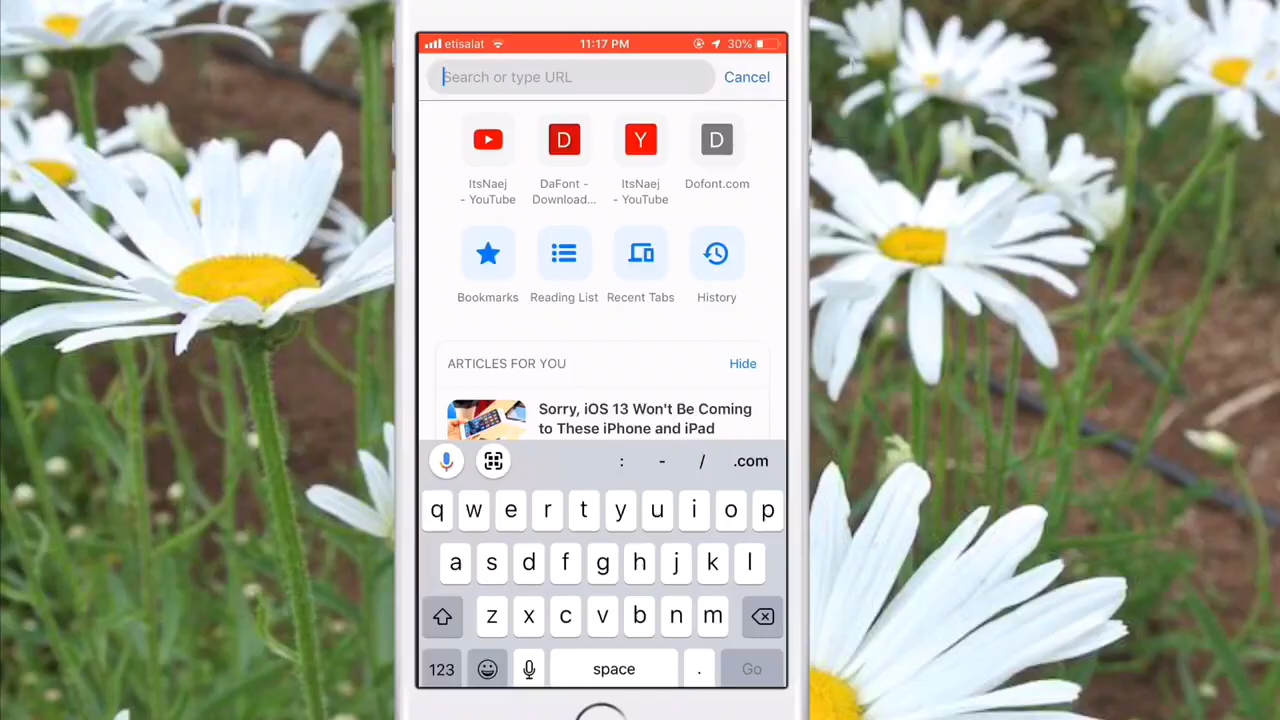 etisalat 11:17 PM 30%
Search or type URL Cancel
D Y D
ItsNaej - YouTube
DaFont - Download...
ItsNaej - YouTube
Dofont.com
Bookmarks Reading List Recent Tabs History
ARTICLES FOR YOU Hide
Sorry, iOS 13 Won't Be Coming
to These iPhone and iPad
: - / .com
q w e r t y u i o p
a s d f g h j k l
z x c v b n m
123 space . Go